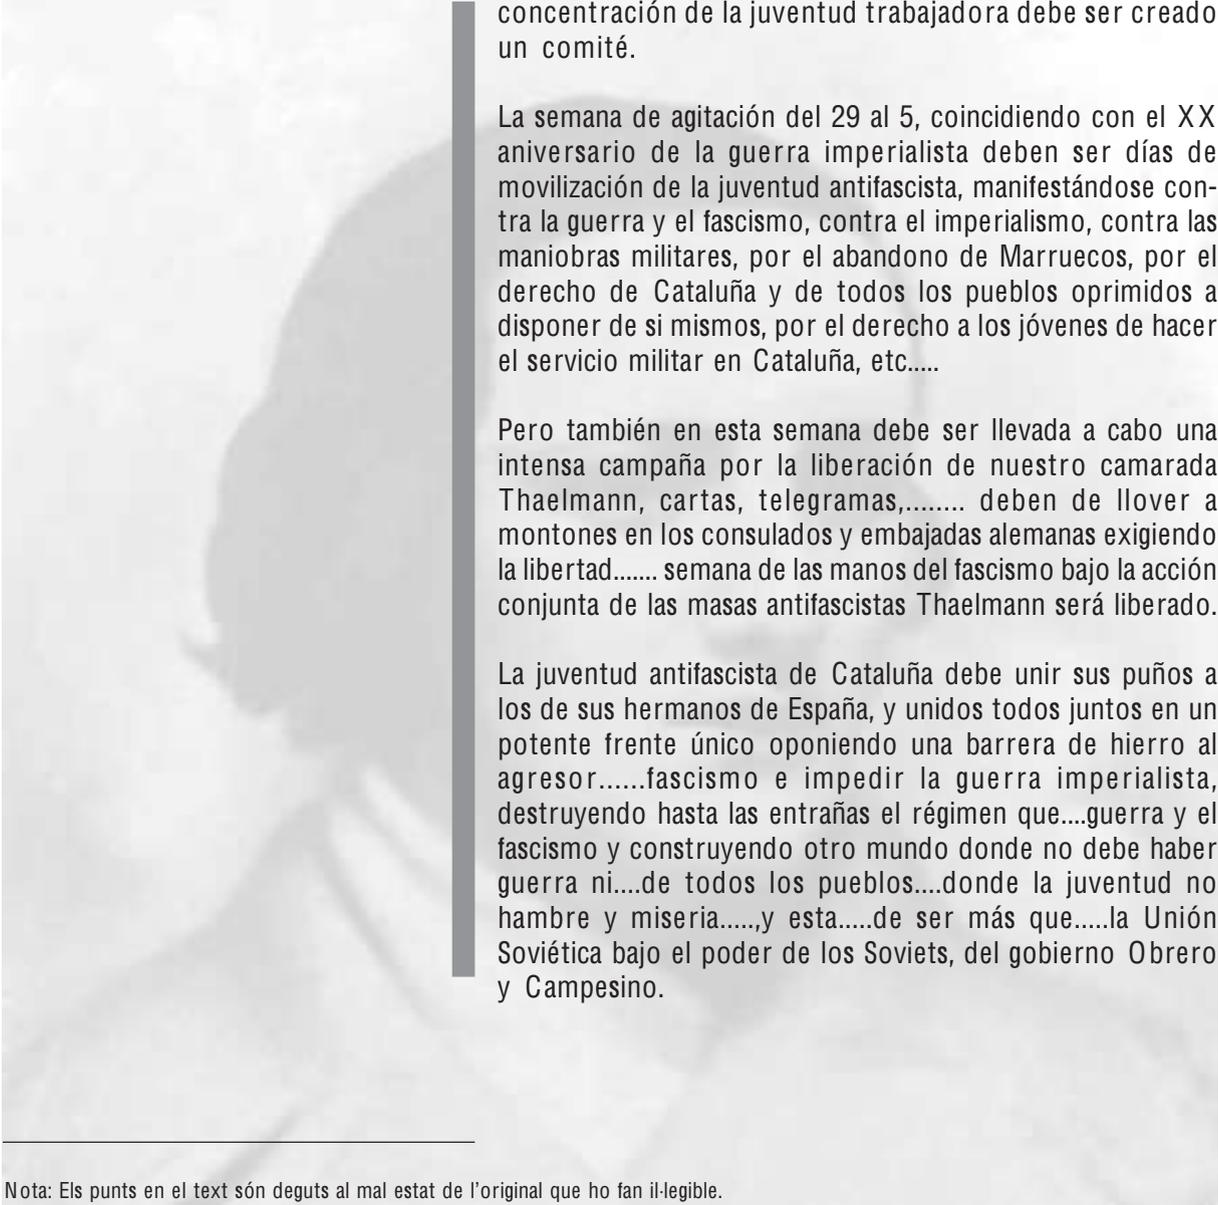 concentración de la juventud trabajadora debe ser creado
un comité.
La semana de agitación del 29 al 5, coincidiendo con el XX
aniversario de la guerra imperialista deben ser días de
movilización de la juventud antifascista, manifestándose con-
tra la guerra y el fascismo, contra el imperialismo, contra las
maniobras militares, por el abandono de Marruecos, por el
derecho de Cataluña y de todos los pueblos oprimidos a
disponer de si mismos, por el derecho a los jóvenes de hacer
el servicio militar en Cataluña, etc.....
Pero también en esta semana debe ser llevada a cabo una
intensa campaña por la liberación de nuestro camarada
Thaelmann, cartas, telegramas,........ deben de llover a
montones en los consulados y embajadas alemanas exigiendo
la libertad....... semana de las manos del fascismo bajo la acción
conjunta de las masas antifascistas Thaelmann será liberado.
La juventud antifascista de Cataluña debe unir sus puños a
los de sus hermanos de España, y unidos todos juntos en un
potente frente único oponiendo una barrera de hierro al
agresor......fascismo e impedir la guerra imperialista,
destruyendo hasta las entrañas el régimen que....guerra y el
fascismo y construyendo otro mundo donde no debe haber
guerra ni....de todos los pueblos....donde la juventud no
hambre y miseria.....,y esta.....de ser más que.....la Unión
Soviética bajo el poder de los Soviets, del gobierno Obrero
y Campesino.
Nota: Els punts en el text són deguts al mal estat de l'original que ho fan il·legible.